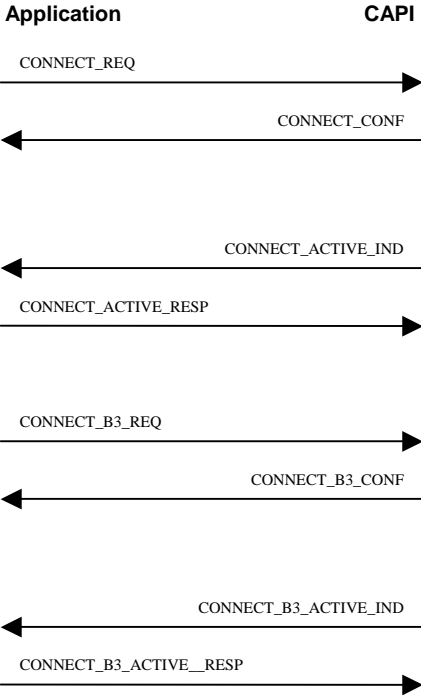 Application CAPI
CONNECT_REQ
CONNECT_CONF
CONNECT_ACTIVE_IND
CONNECT_ACTIVE_RESP
CONNECT_B3_REQ
CONNECT_B3_CONF
CONNECT_B3_ACTIVE_IND
CONNECT_B3_ACTIVE__RESP